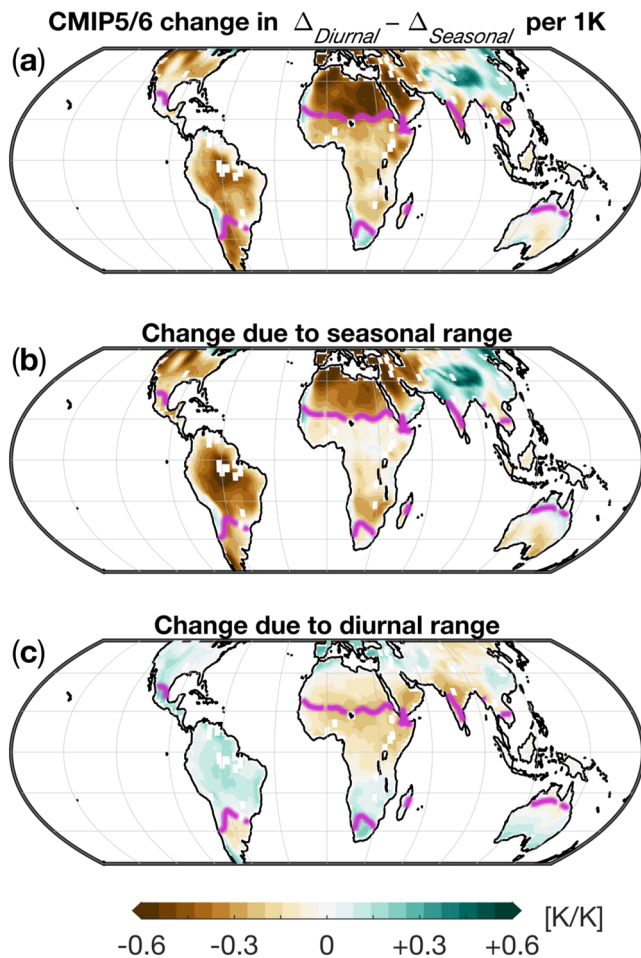 CMIP5/6 change in Δ_Diurnal – Δ_Seasonal per 1K
(a)
Change due to seasonal range
(b)
Change due to diurnal range
(c)
[K/K]
-0.6 -0.3 0 +0.3 +0.6